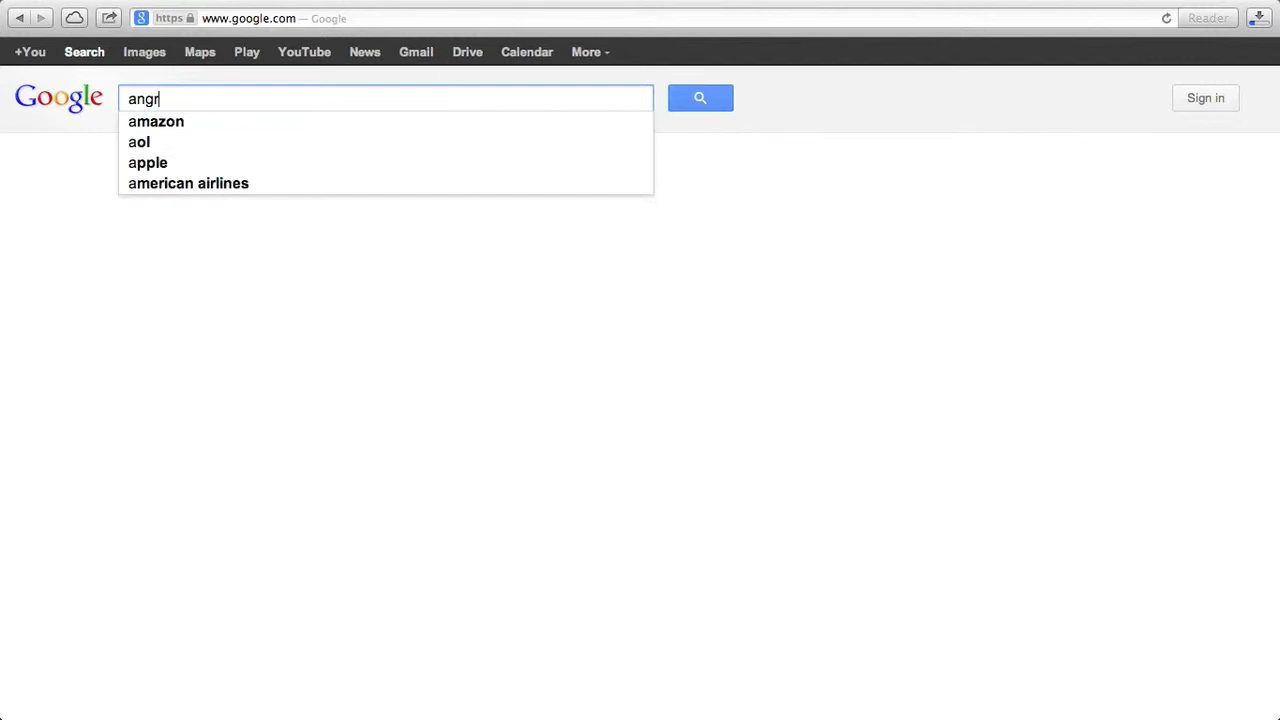 https www.google.com — Google Reader
+You Search Images Maps Play YouTube News Gmail Drive Calendar More
Google angr Sign in
amazon
aol
apple
american airlines